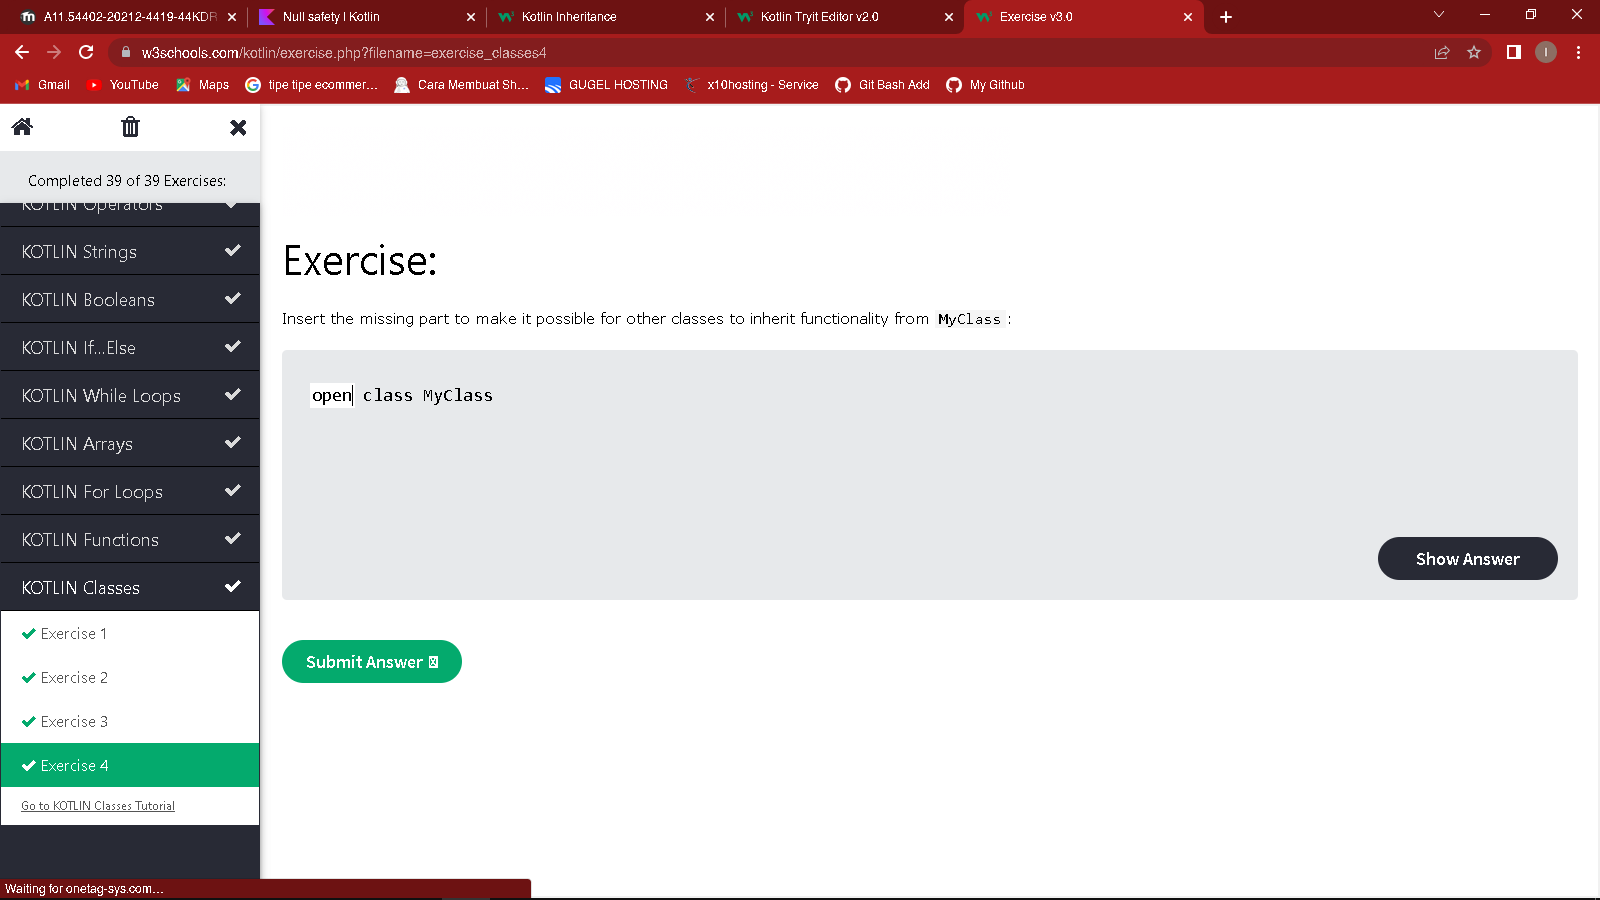 A11.54402-20212-4419-44KDR
Null safety | Kotlin
Kotlin Inheritance
Kotlin Tryit Editor v2.0
Exercise v3.0
w3schools.com/kotlin/exercise.php?filename=exercise_classes4
I
Gmail
YouTube
Maps
tipe tipe ecommer...
Cara Membuat Sh...
GUGEL HOSTING
x10hosting - Service
Git Bash Add
My Github
Completed 39 of 39 Exercises:
KOTLIN Operators
KOTLIN Strings
KOTLIN Booleans
KOTLIN If...Else
KOTLIN While Loops
KOTLIN Arrays
KOTLIN For Loops
KOTLIN Functions
KOTLIN Classes
Exercise 1
Exercise 2
Exercise 3
Exercise 4
Go to KOTLIN Classes Tutorial
Exercise:
Insert the missing part to make it possible for other classes to inherit functionality from MyClass :
open class MyClass
Show Answer
Submit Answer
Waiting for onetag-sys.com...